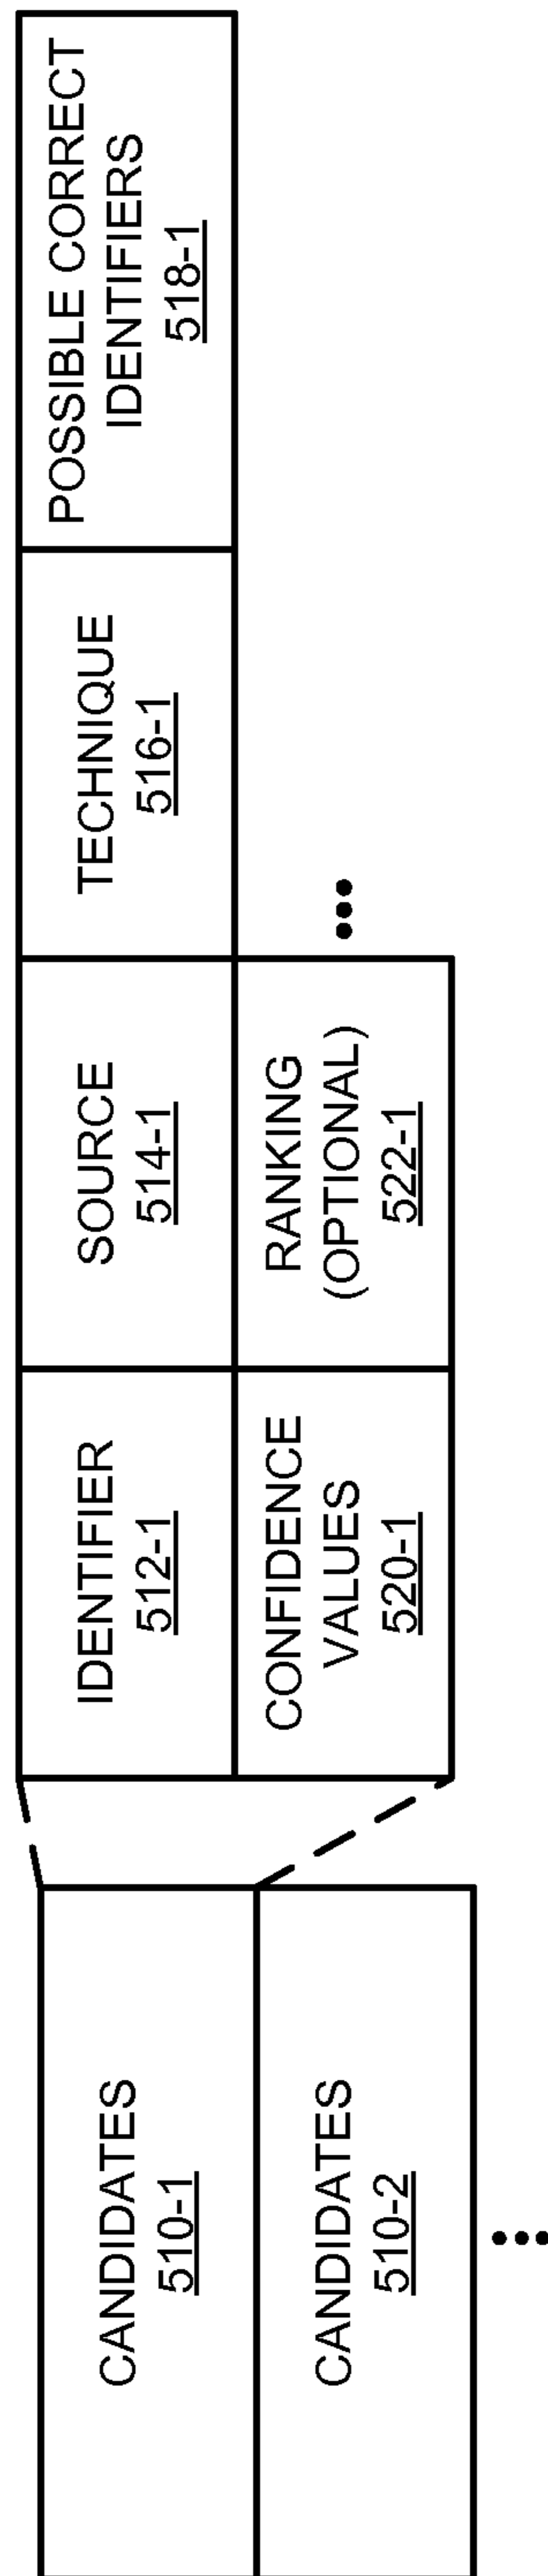 CANDIDATES
510-1
CANDIDATES
510-2
IDENTIFIER
512-1
SOURCE
514-1
TECHNIQUE
516-1
POSSIBLE CORRECT
IDENTIFIERS
518-1
CONFIDENCE
VALUES
520-1
RANKING
(OPTIONAL)
522-1